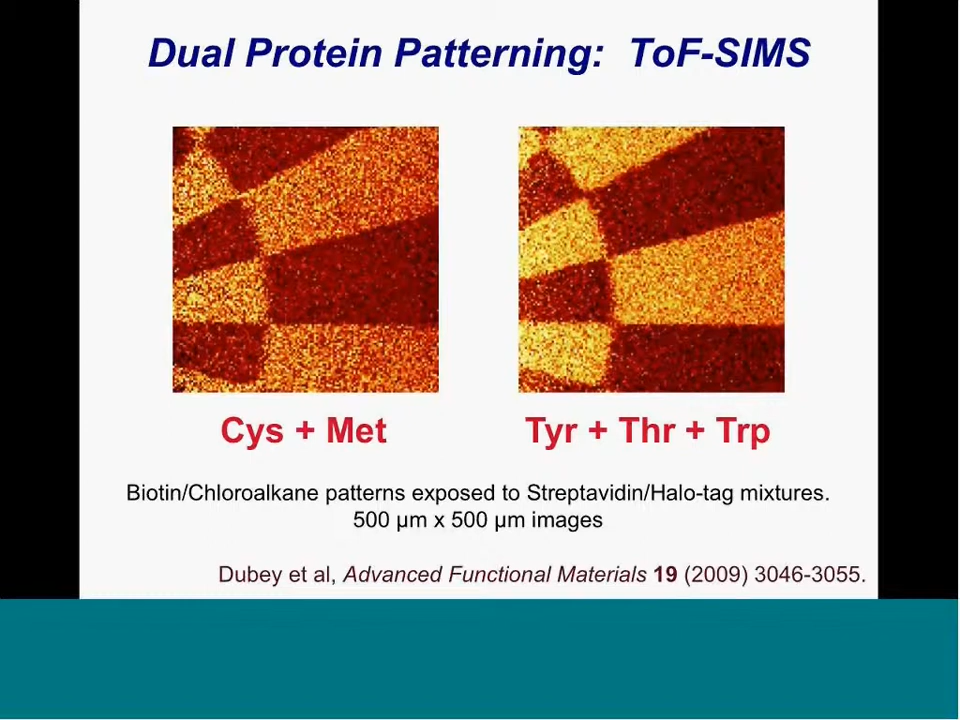 Dual Protein Patterning: ToF-SIMS
Cys + Met
Tyr + Thr + Trp
Biotin/Chloroalkane patterns exposed to Streptavidin/Halo-tag mixtures.
500 µm x 500 µm images
Dubey et al, Advanced Functional Materials 19 (2009) 3046-3055.